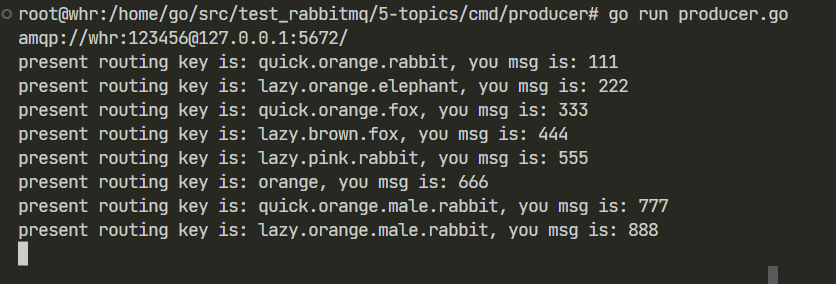 root@whr:/home/go/src/test_rabbitmq/5-topics/cmd/producer# go run producer.go
amqp://whr:123456@127.0.0.1:5672/
present routing key is: quick.orange.rabbit, you msg is: 111
present routing key is: lazy.orange.elephant, you msg is: 222
present routing key is: quick.orange.fox, you msg is: 333
present routing key is: lazy.brown.fox, you msg is: 444
present routing key is: lazy.pink.rabbit, you msg is: 555
present routing key is: orange, you msg is: 666
present routing key is: quick.orange.male.rabbit, you msg is: 777
present routing key is: lazy.orange.male.rabbit, you msg is: 888